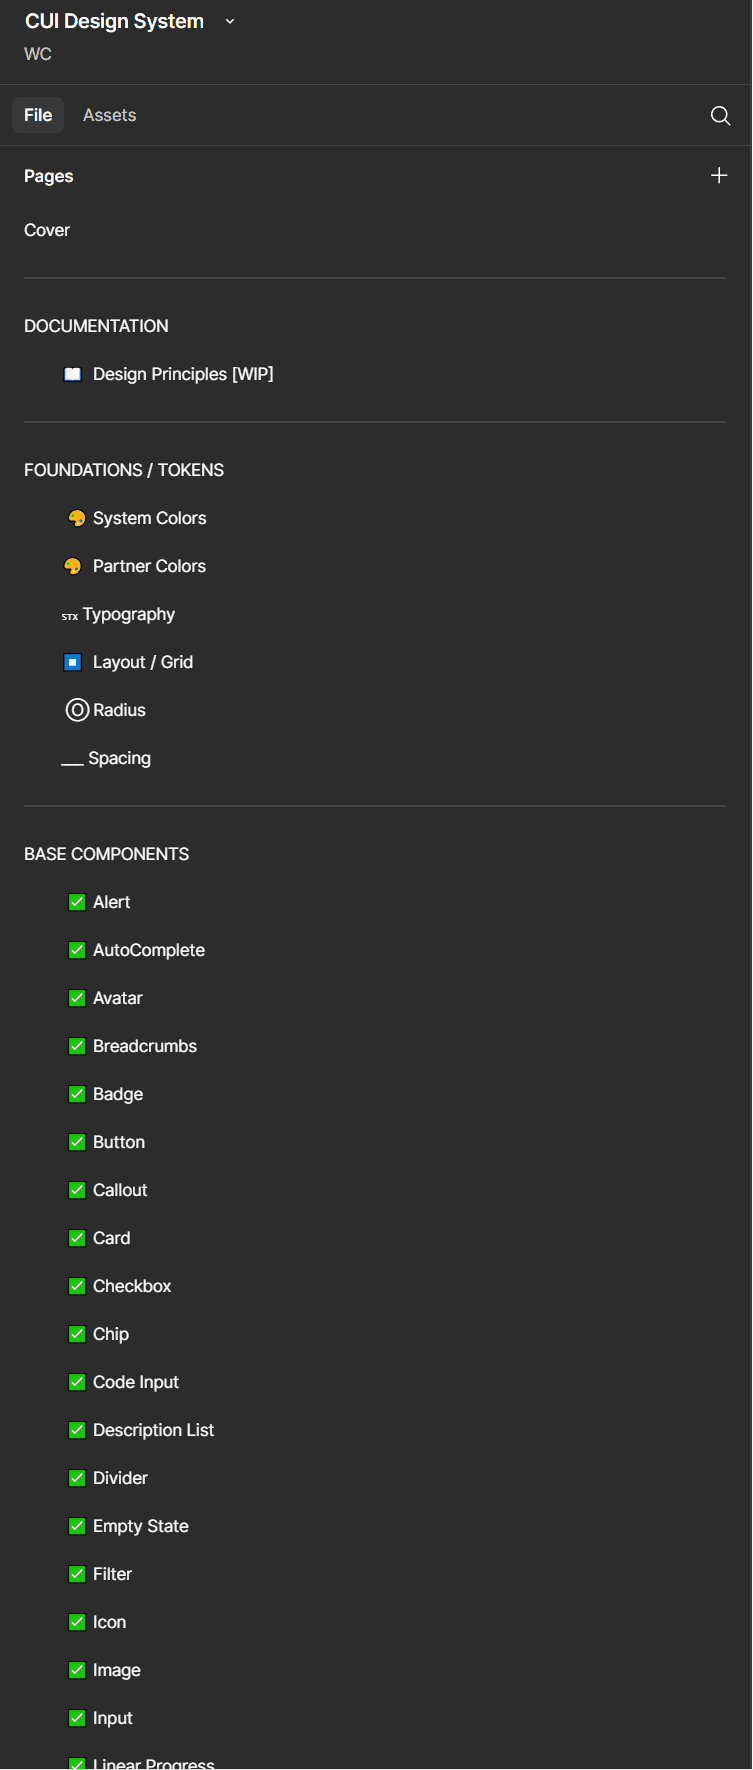 CUI Design System
WC
File Assets
Pages
Cover
DOCUMENTATION
Design Principles [WIP]
FOUNDATIONS / TOKENS
System Colors
Partner Colors
STX Typography
Layout / Grid
Radius
Spacing
BASE COMPONENTS
Alert
AutoComplete
Avatar
Breadcrumbs
Badge
Button
Callout
Card
Checkbox
Chip
Code Input
Description List
Divider
Empty State
Filter
Icon
Image
Input
Linear Progress